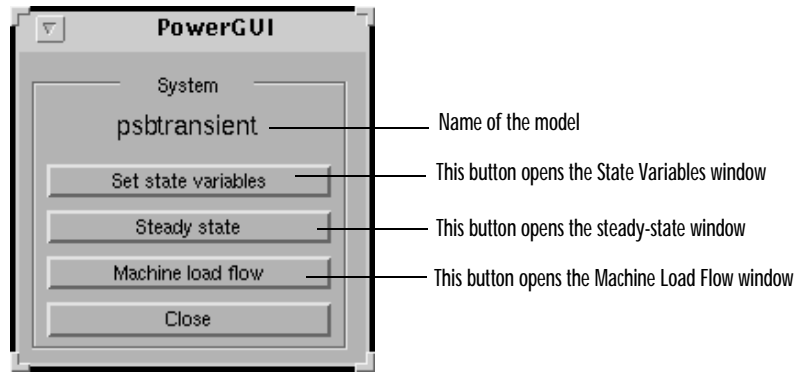 PowerGUI
System
psbtransient
Name of the model
Set state variables
This button opens the State Variables window
Steady state
This button opens the steady-state window
Machine load flow
This button opens the Machine Load Flow window
Close